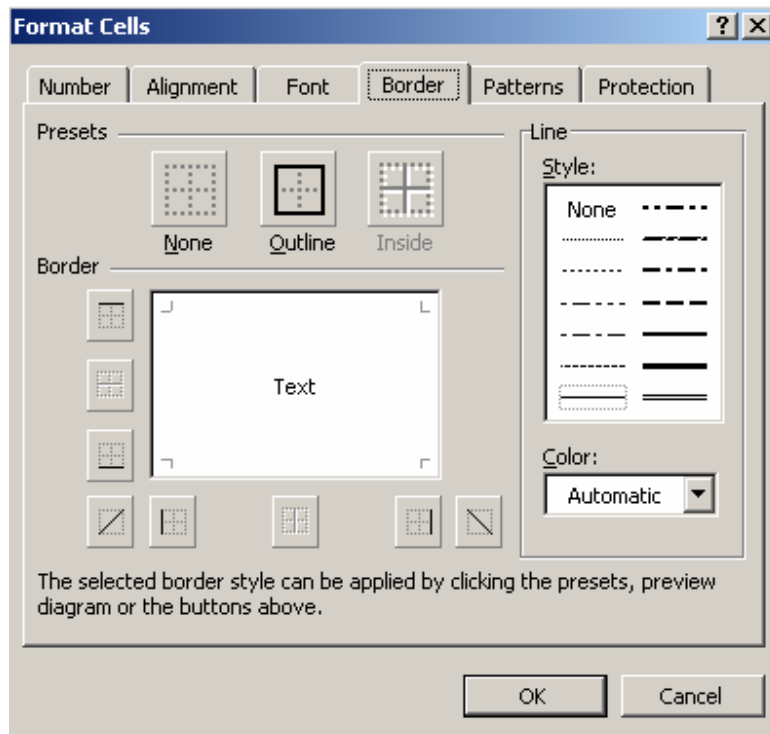 Format Cells
Number Alignment Font Border Patterns Protection
Presets
None Outline Inside
Border
Text
Line
Style:
None
Color:
Automatic
The selected border style can be applied by clicking the presets, preview
diagram or the buttons above.
OK Cancel